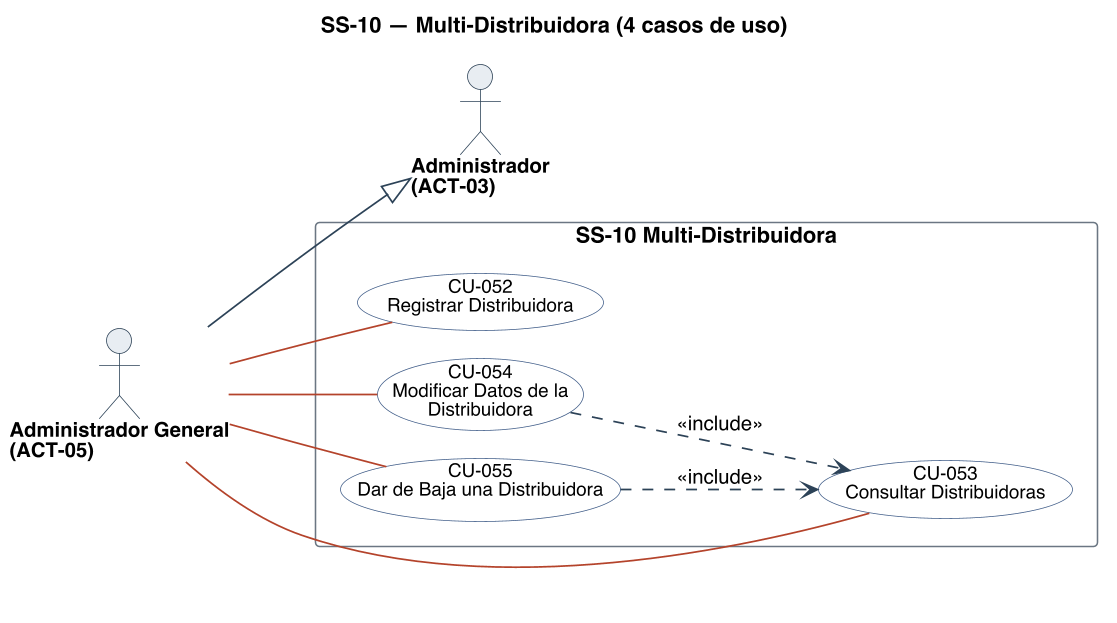 SS-10 — Multi-Distribuidora (4 casos de uso)
Administrador
(ACT-03)
SS-10 Multi-Distribuidora
CU-052
Registrar Distribuidora
CU-054
Modificar Datos de la
Distribuidora
Administrador General
(ACT-05)
«include»
CU-055
Dar de Baja una Distribuidora
«include»
CU-053
Consultar Distribuidoras